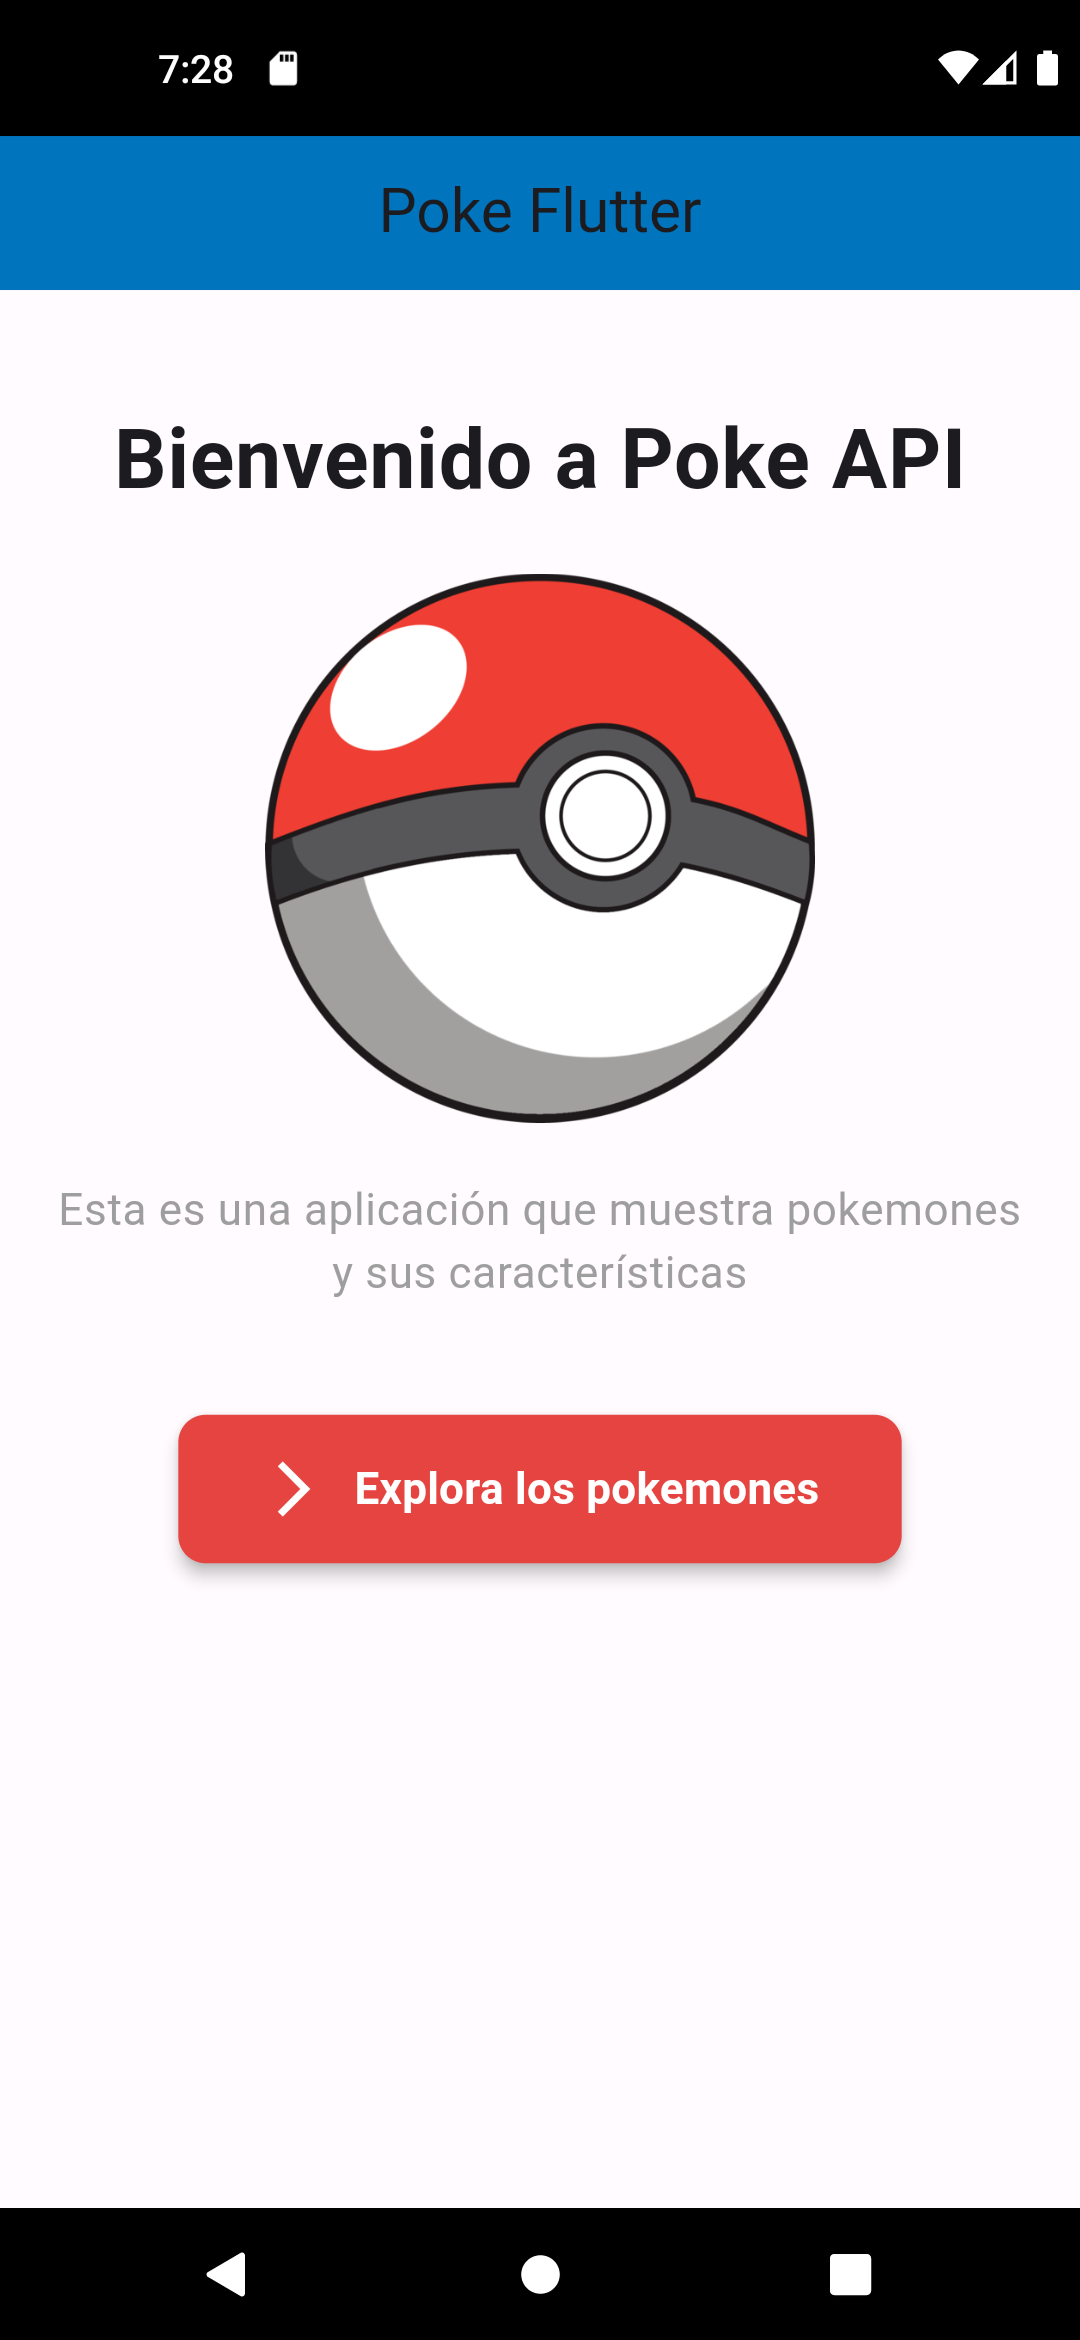 7:28
Poke Flutter
Bienvenido a Poke API
Esta es una aplicación que muestra pokemones
y sus características
Explora los pokemones